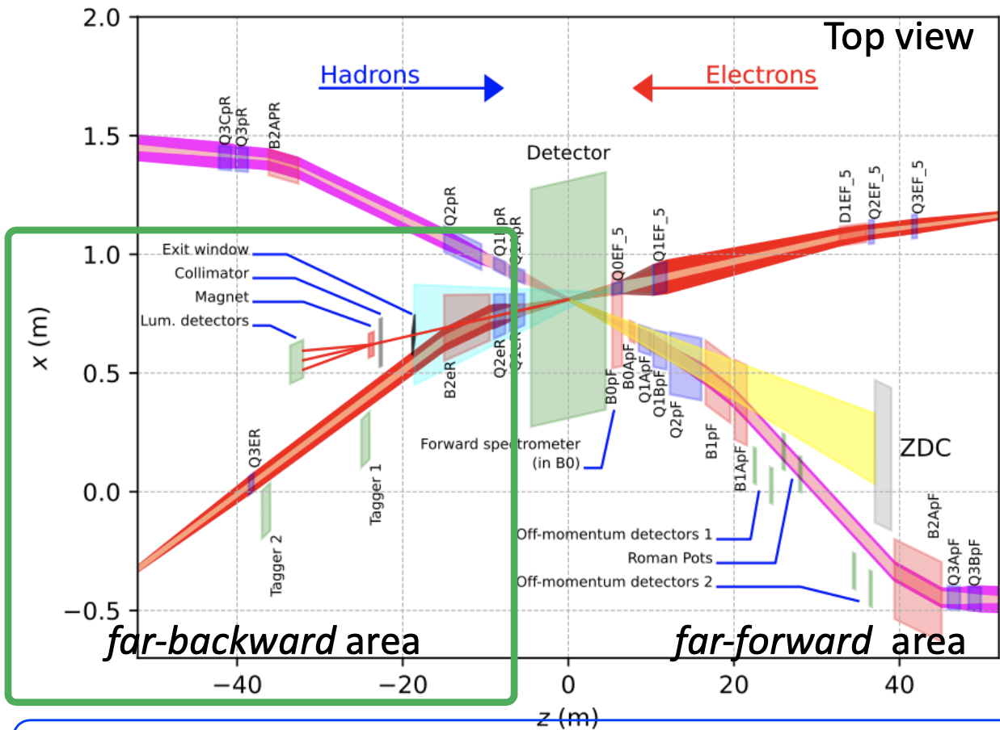 2.0
Top view
Hadrons
Electrons
Q3CpR
Q3pR
B2APR
1.5
Detector
Q2pR
D1EF_5
Q2EF_5
Q3EF_5
Q0EF_5
Q1EF_5
1.0
Exit window
Collimator
Magnet
Lum. detectors
x (m)
0.5
B2eR
Q2eR
B0pF
B0ApF
Q1ApF
Q1BpF
Q2pF
B1pF
B1ApF
Forward spectrometer
(in B0)
ZDC
Q3ER
0.0
Tagger 1
Tagger 2
Off-momentum detectors 1
Roman Pots
Off-momentum detectors 2
B2ApF
Q3ApF
Q3BpF
−0.5
far-backward area
far-forward area
−40
−20
0
20
40
z (m)